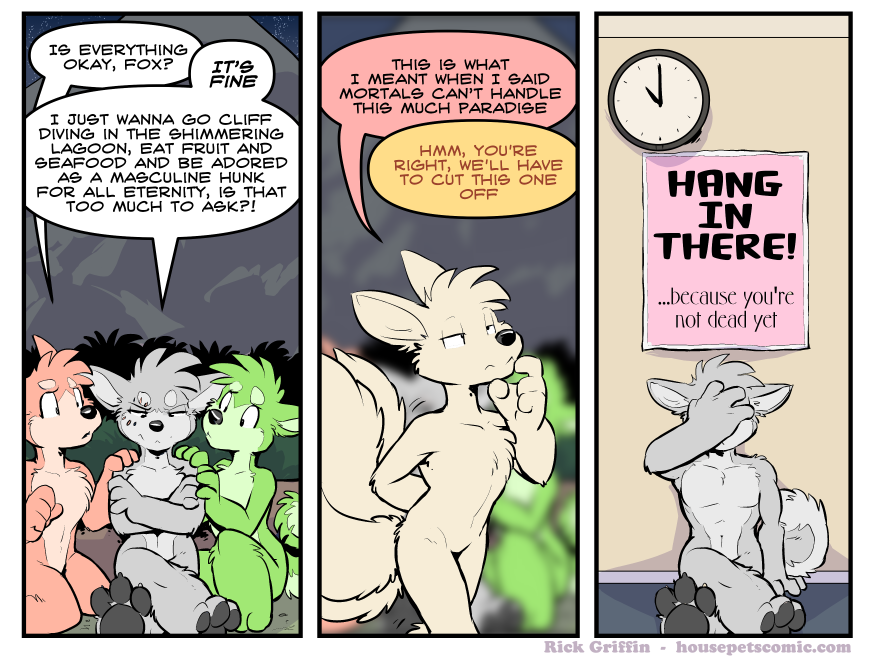 IS EVERYTHING
OKAY, FOX?
IT'S
FINE
I JUST WANNA GO CLIFF
DIVING IN THE SHIMMERING
LAGOON, EAT FRUIT AND
SEAFOOD AND BE ADORED
AS A MASCULINE HUNK
FOR ALL ETERNITY, IS THAT
TOO MUCH TO ASK?!
THIS IS WHAT
I MEANT WHEN I SAID
MORTALS CAN'T HANDLE
THIS MUCH PARADISE
HMM, YOU'RE
RIGHT, WE'LL HAVE
TO CUT THIS ONE
OFF
HANG
IN
THERE!
...because you're
not dead yet
Rick Griffin - housepetscomic.com